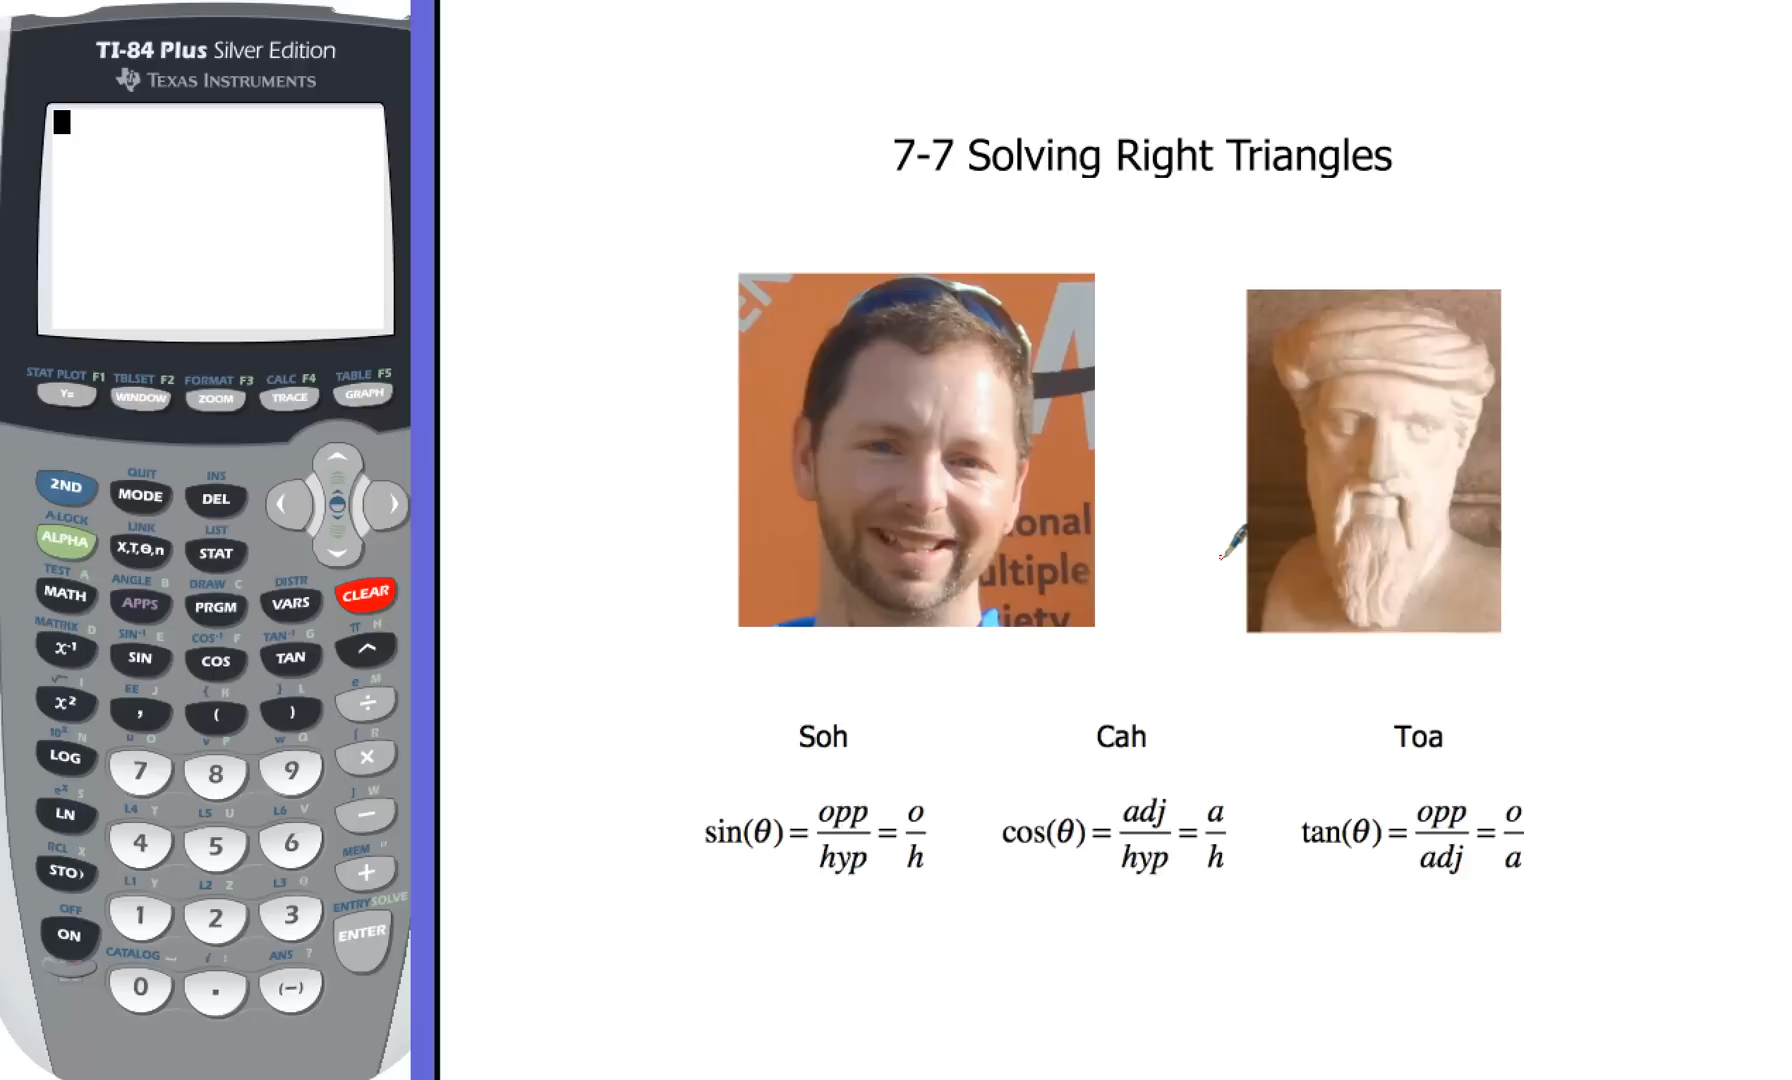 TI-84 Plus Silver Edition
TEXAS INSTRUMENTS
STAT PLOT F1 TBLSET F2 FORMAT F3 CALC F4 TABLE F5
Y= WINDOW ZOOM TRACE GRAPH
QUIT INS
2ND MODE DEL
A-LOCK LINK LIST
ALPHA X,T,Θ,n STAT
TEST A ANGLE B DRAW C DISTR
MATH APPS PRGM VARS CLEAR
MATRIX D SIN⁻¹ E COS⁻¹ F TAN⁻¹ G π H
x⁻¹ SIN COS TAN ^
√ I EE J { K } L e M
x² , ( ) ÷
10ˣ N u O v P w Q [ R
LOG 7 8 9 ×
eˣ S L4 T L5 U L6 V ] W
LN 4 5 6 −
RCL X L1 Y L2 Z L3 θ MEM "
STO› 1 2 3 +
OFF CATALOG i : ANS ? ENTRY SOLVE
ON 0 . (−) ENTER
7-7 Solving Right Triangles
EN
A
onal
ultiple
iety
Soh Cah Toa
sin(θ) = opp/hyp = o/h cos(θ) = adj/hyp = a/h tan(θ) = opp/adj = o/a